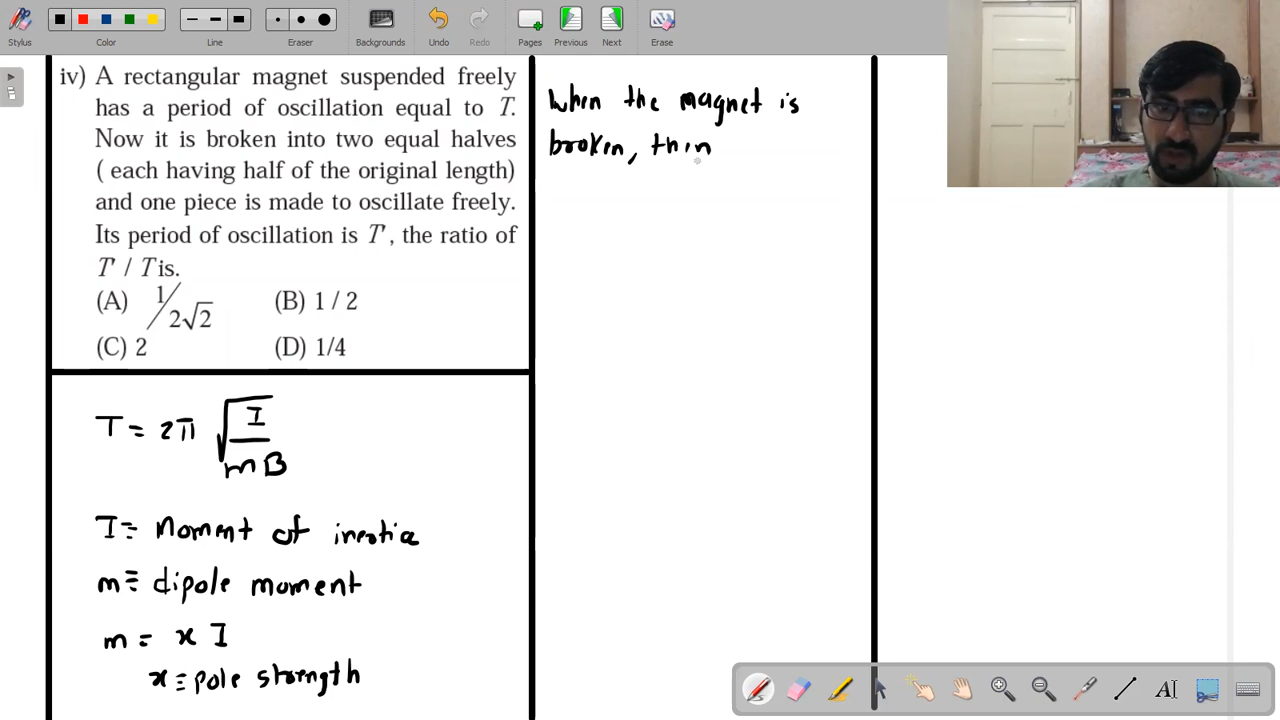 Stylus
Color
Line
Eraser
Backgrounds
Undo
Redo
Pages
Previous
Next
Erase
iv) A rectangular magnet suspended freely
has a period of oscillation equal to T.
Now it is broken into two equal halves
( each having half of the original length)
and one piece is made to oscillate freely.
Its period of oscillation is T', the ratio of
T' / T is.
(A) 1/2√2 (B) 1 / 2
(C) 2 (D) 1/4
T = 2π √(I/mB)
I = Moment of inertia
m = dipole moment
m = x I
x = pole strength
When the magnet is
broken, then
AI